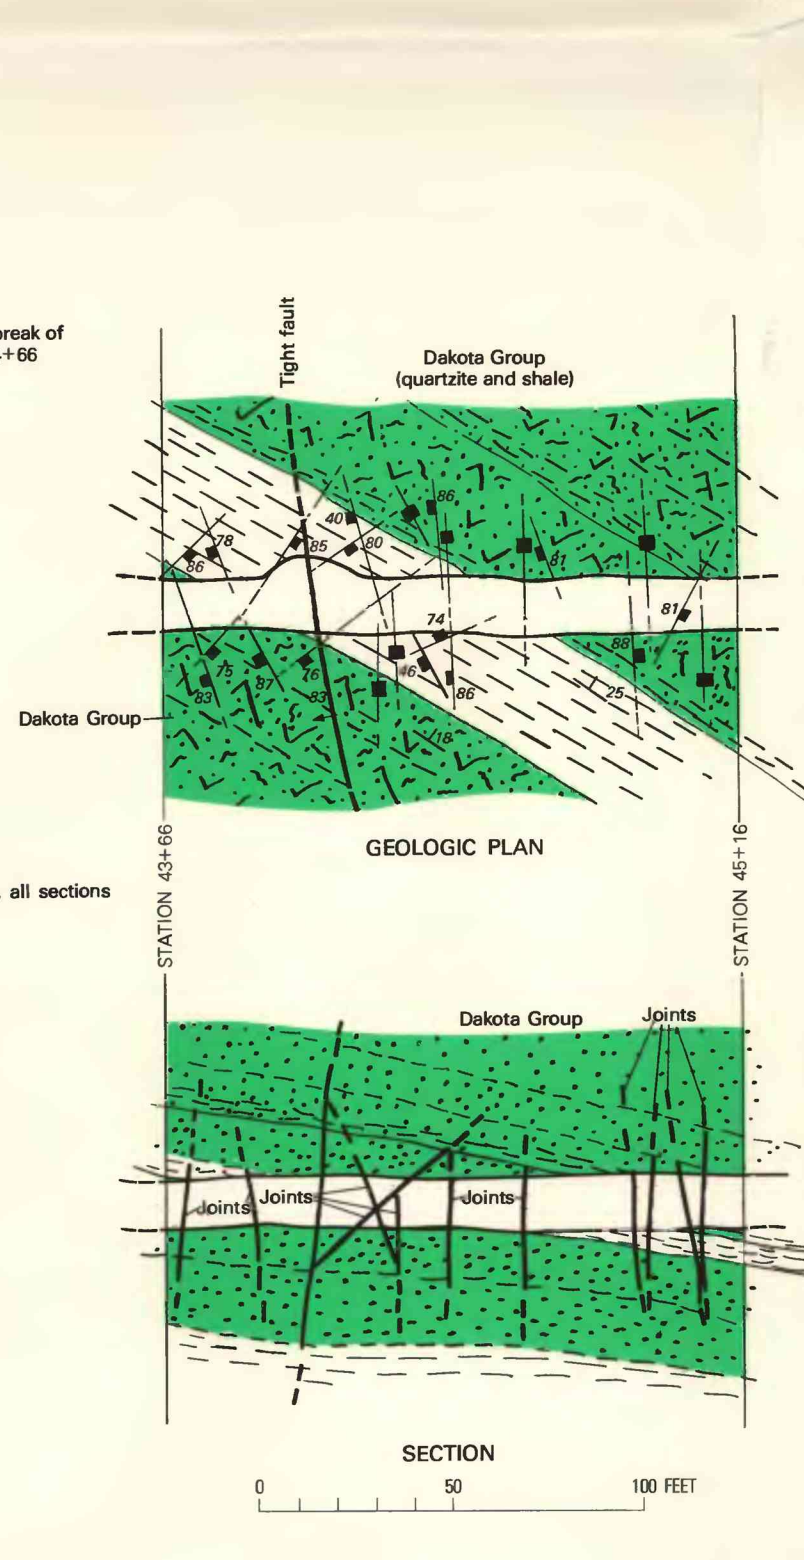 break of
+66
Tight fault
Dakota Group
(quartzite and shale)
86
40
78
85
80
86
81
74
81
88
75
46
76
83
87
83
86
25
18
Dakota Group
GEOLOGIC PLAN
STATION 43+66
STATION 45+16
all sections
Dakota Group
Joints
Joints
Joints
Joints
SECTION
0 50 100 FEET